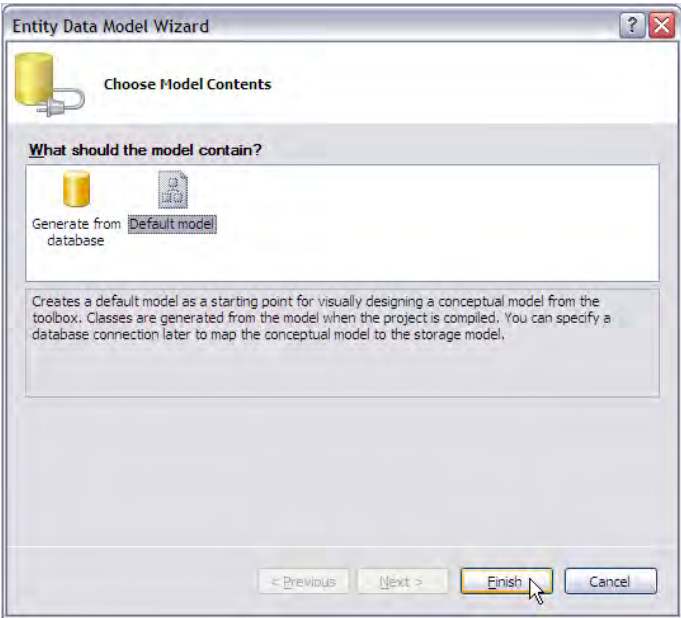 Entity Data Model Wizard
?
Choose Model Contents
What should the model contain?
Generate from
database
Default model
Creates a default model as a starting point for visually designing a conceptual model from the
toolbox. Classes are generated from the model when the project is compiled. You can specify a
database connection later to map the conceptual model to the storage model.
< Previous
Next >
Finish
Cancel